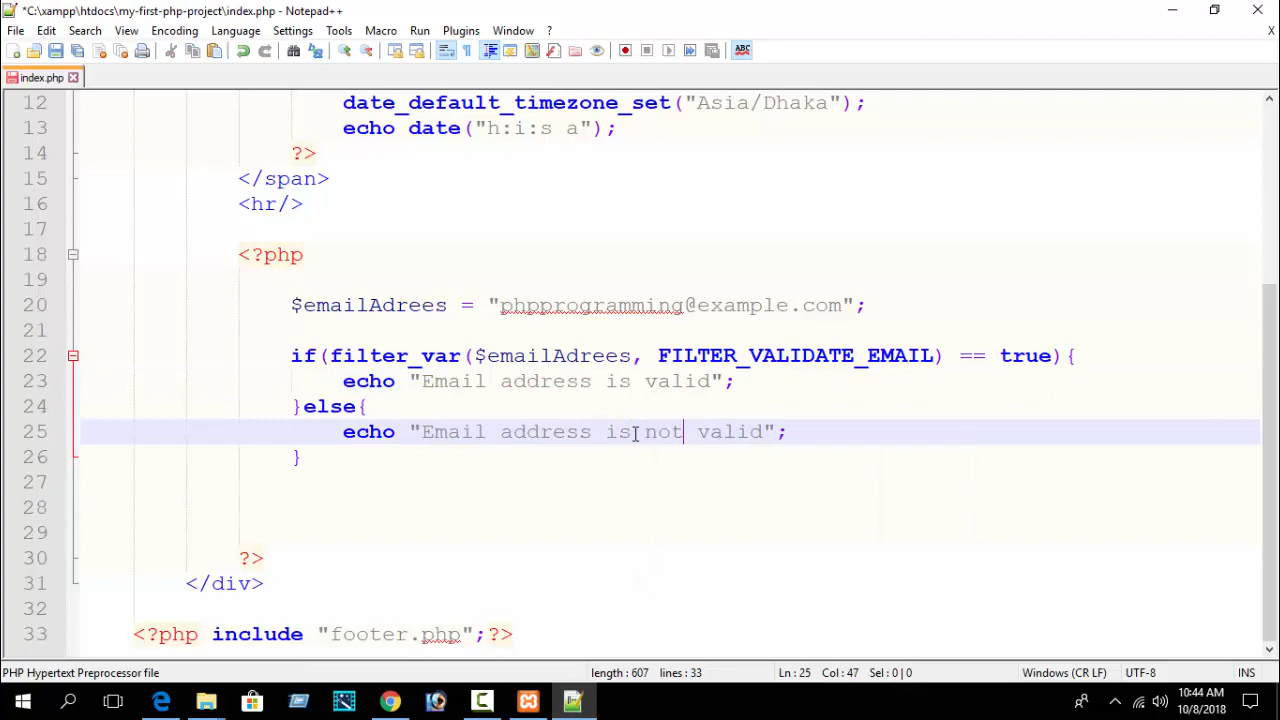 *C:\xampp\htdocs\my-first-php-project\index.php - Notepad++
File Edit Search View Encoding Language Settings Tools Macro Run Plugins Window ? X
ABC
index.php
12 date_default_timezone_set("Asia/Dhaka");
13 echo date("h:i:s a");
14 ?>
15 </span>
16 <hr/>
17
18 <?php
19
20 $emailAdrees = "phpprogramming@example.com";
21
22 if(filter_var($emailAdrees, FILTER_VALIDATE_EMAIL) == true){
23 echo "Email address is valid";
24 }else{
25 echo "Email address is not valid";
26 }
27
28
29
30 ?>
31 </div>
32
33 <?php include "footer.php";?>
PHP Hypertext Preprocessor file length : 607 lines : 33 Ln : 25 Col : 47 Sel : 0 | 0 Windows (CR LF) UTF-8 INS
10:44 AM
10/8/2018